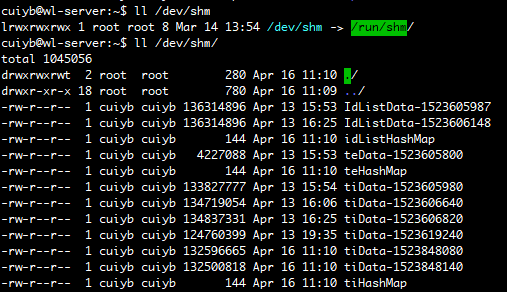 cuiyb@wl-server:~$ ll /dev/shm
lrwxrwxrwx 1 root root 8 Mar 14 13:54 /dev/shm -> /run/shm/
cuiyb@wl-server:~$ ll /dev/shm/
total 1045056
drwxrwxrwt  2 root  root        280 Apr 16 11:10 ./
drwxr-xr-x 18 root  root        780 Apr 16 11:09 ../
-rw-r--r--  1 cuiyb cuiyb 136314896 Apr 13 15:53 IdListData-1523605987
-rw-r--r--  1 cuiyb cuiyb 136314896 Apr 13 16:25 IdListData-1523606148
-rw-r--r--  1 cuiyb cuiyb       144 Apr 16 11:10 idListHashMap
-rw-r--r--  1 cuiyb cuiyb   4227088 Apr 13 15:53 teData-1523605800
-rw-r--r--  1 cuiyb cuiyb       144 Apr 16 11:10 teHashMap
-rw-r--r--  1 cuiyb cuiyb 133827777 Apr 13 15:54 tiData-1523605980
-rw-r--r--  1 cuiyb cuiyb 134719054 Apr 13 16:06 tiData-1523606640
-rw-r--r--  1 cuiyb cuiyb 134837331 Apr 13 16:25 tiData-1523606820
-rw-r--r--  1 cuiyb cuiyb 124760399 Apr 13 19:35 tiData-1523619240
-rw-r--r--  1 cuiyb cuiyb 132596665 Apr 16 11:10 tiData-1523848080
-rw-r--r--  1 cuiyb cuiyb 132500818 Apr 16 11:10 tiData-1523848140
-rw-r--r--  1 cuiyb cuiyb       144 Apr 16 11:10 tiHashMap